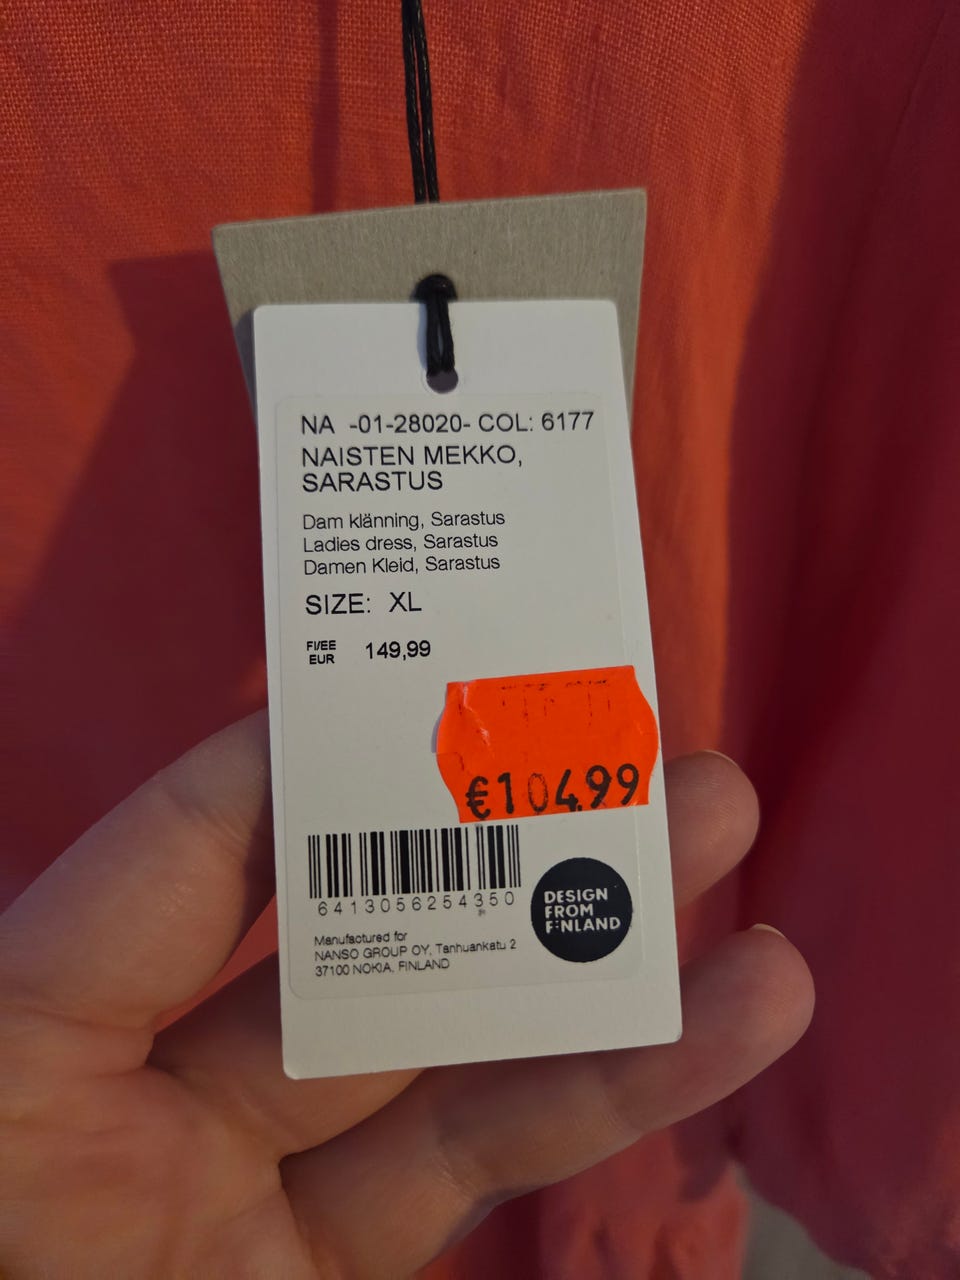 NA -01-28020- COL: 6177
NAISTEN MEKKO,
SARASTUS
Dam klänning, Sarastus
Ladies dress, Sarastus
Damen Kleid, Sarastus
SIZE: XL
FI/EE
EUR 149,99
€104.99
6413056254350
DESIGN
FROM
FINLAND
Manufactured for
NANSO GROUP OY, Tanhuankatu 2
37100 NOKIA, FINLAND